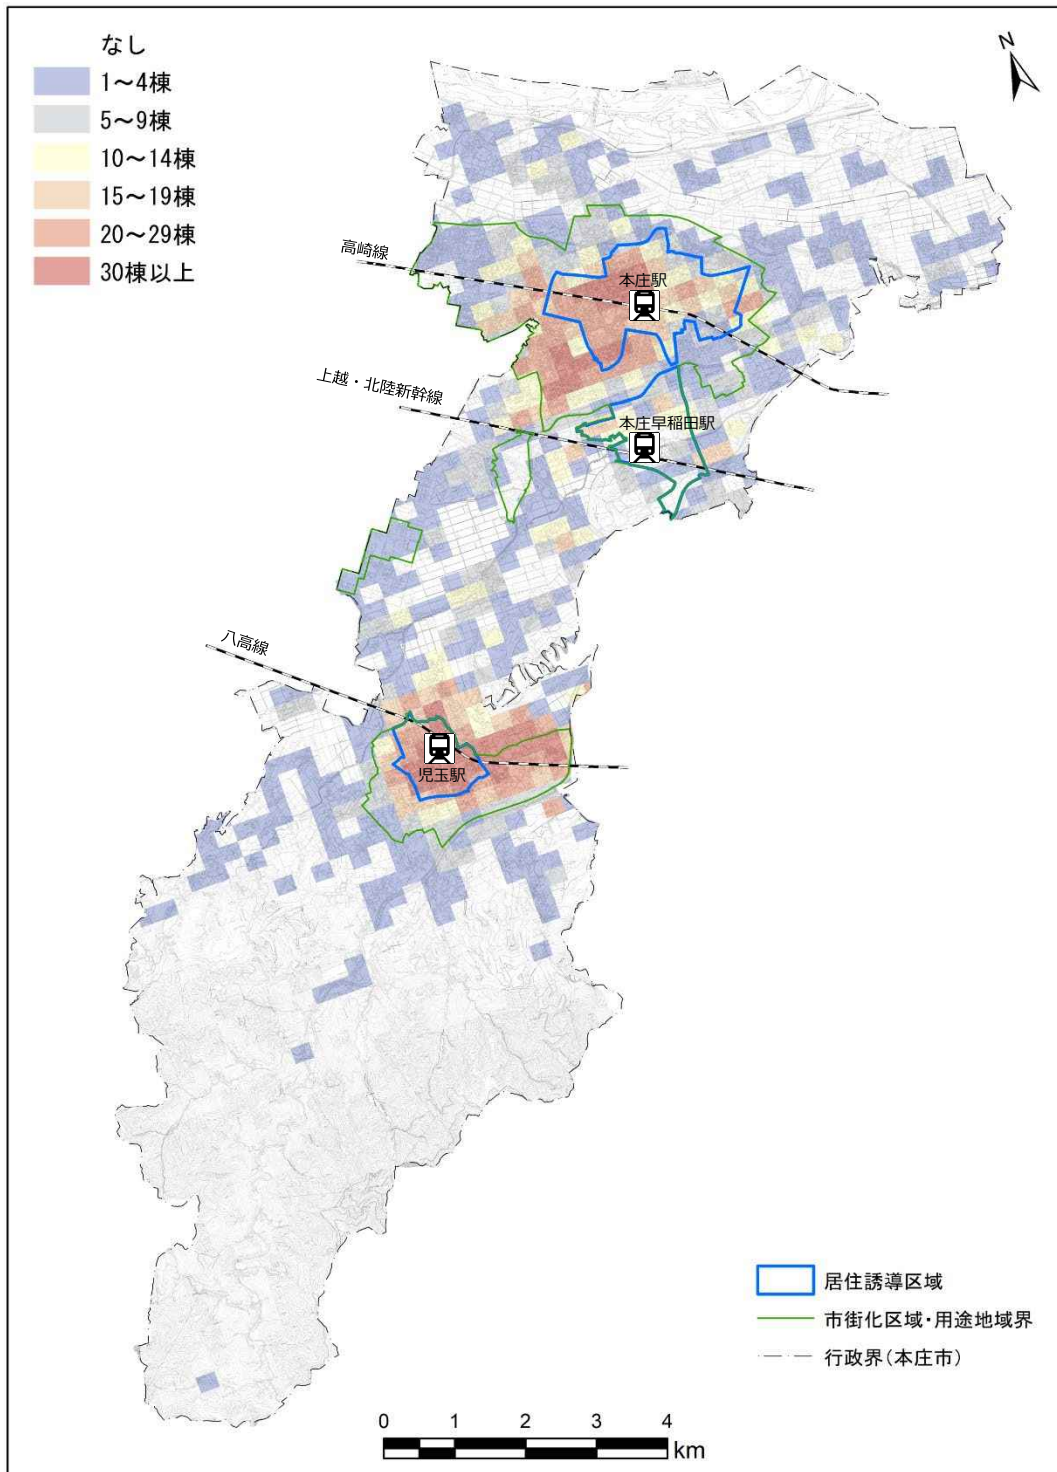 なし
1～4棟
5～9棟
10～14棟
15～19棟
20～29棟
30棟以上
N
高崎線
本庄駅
上越・北陸新幹線
本庄早稲田駅
八高線
児玉駅
居住誘導区域
市街化区域・用途地域界
行政界(本庄市)
0 1 2 3 4
km